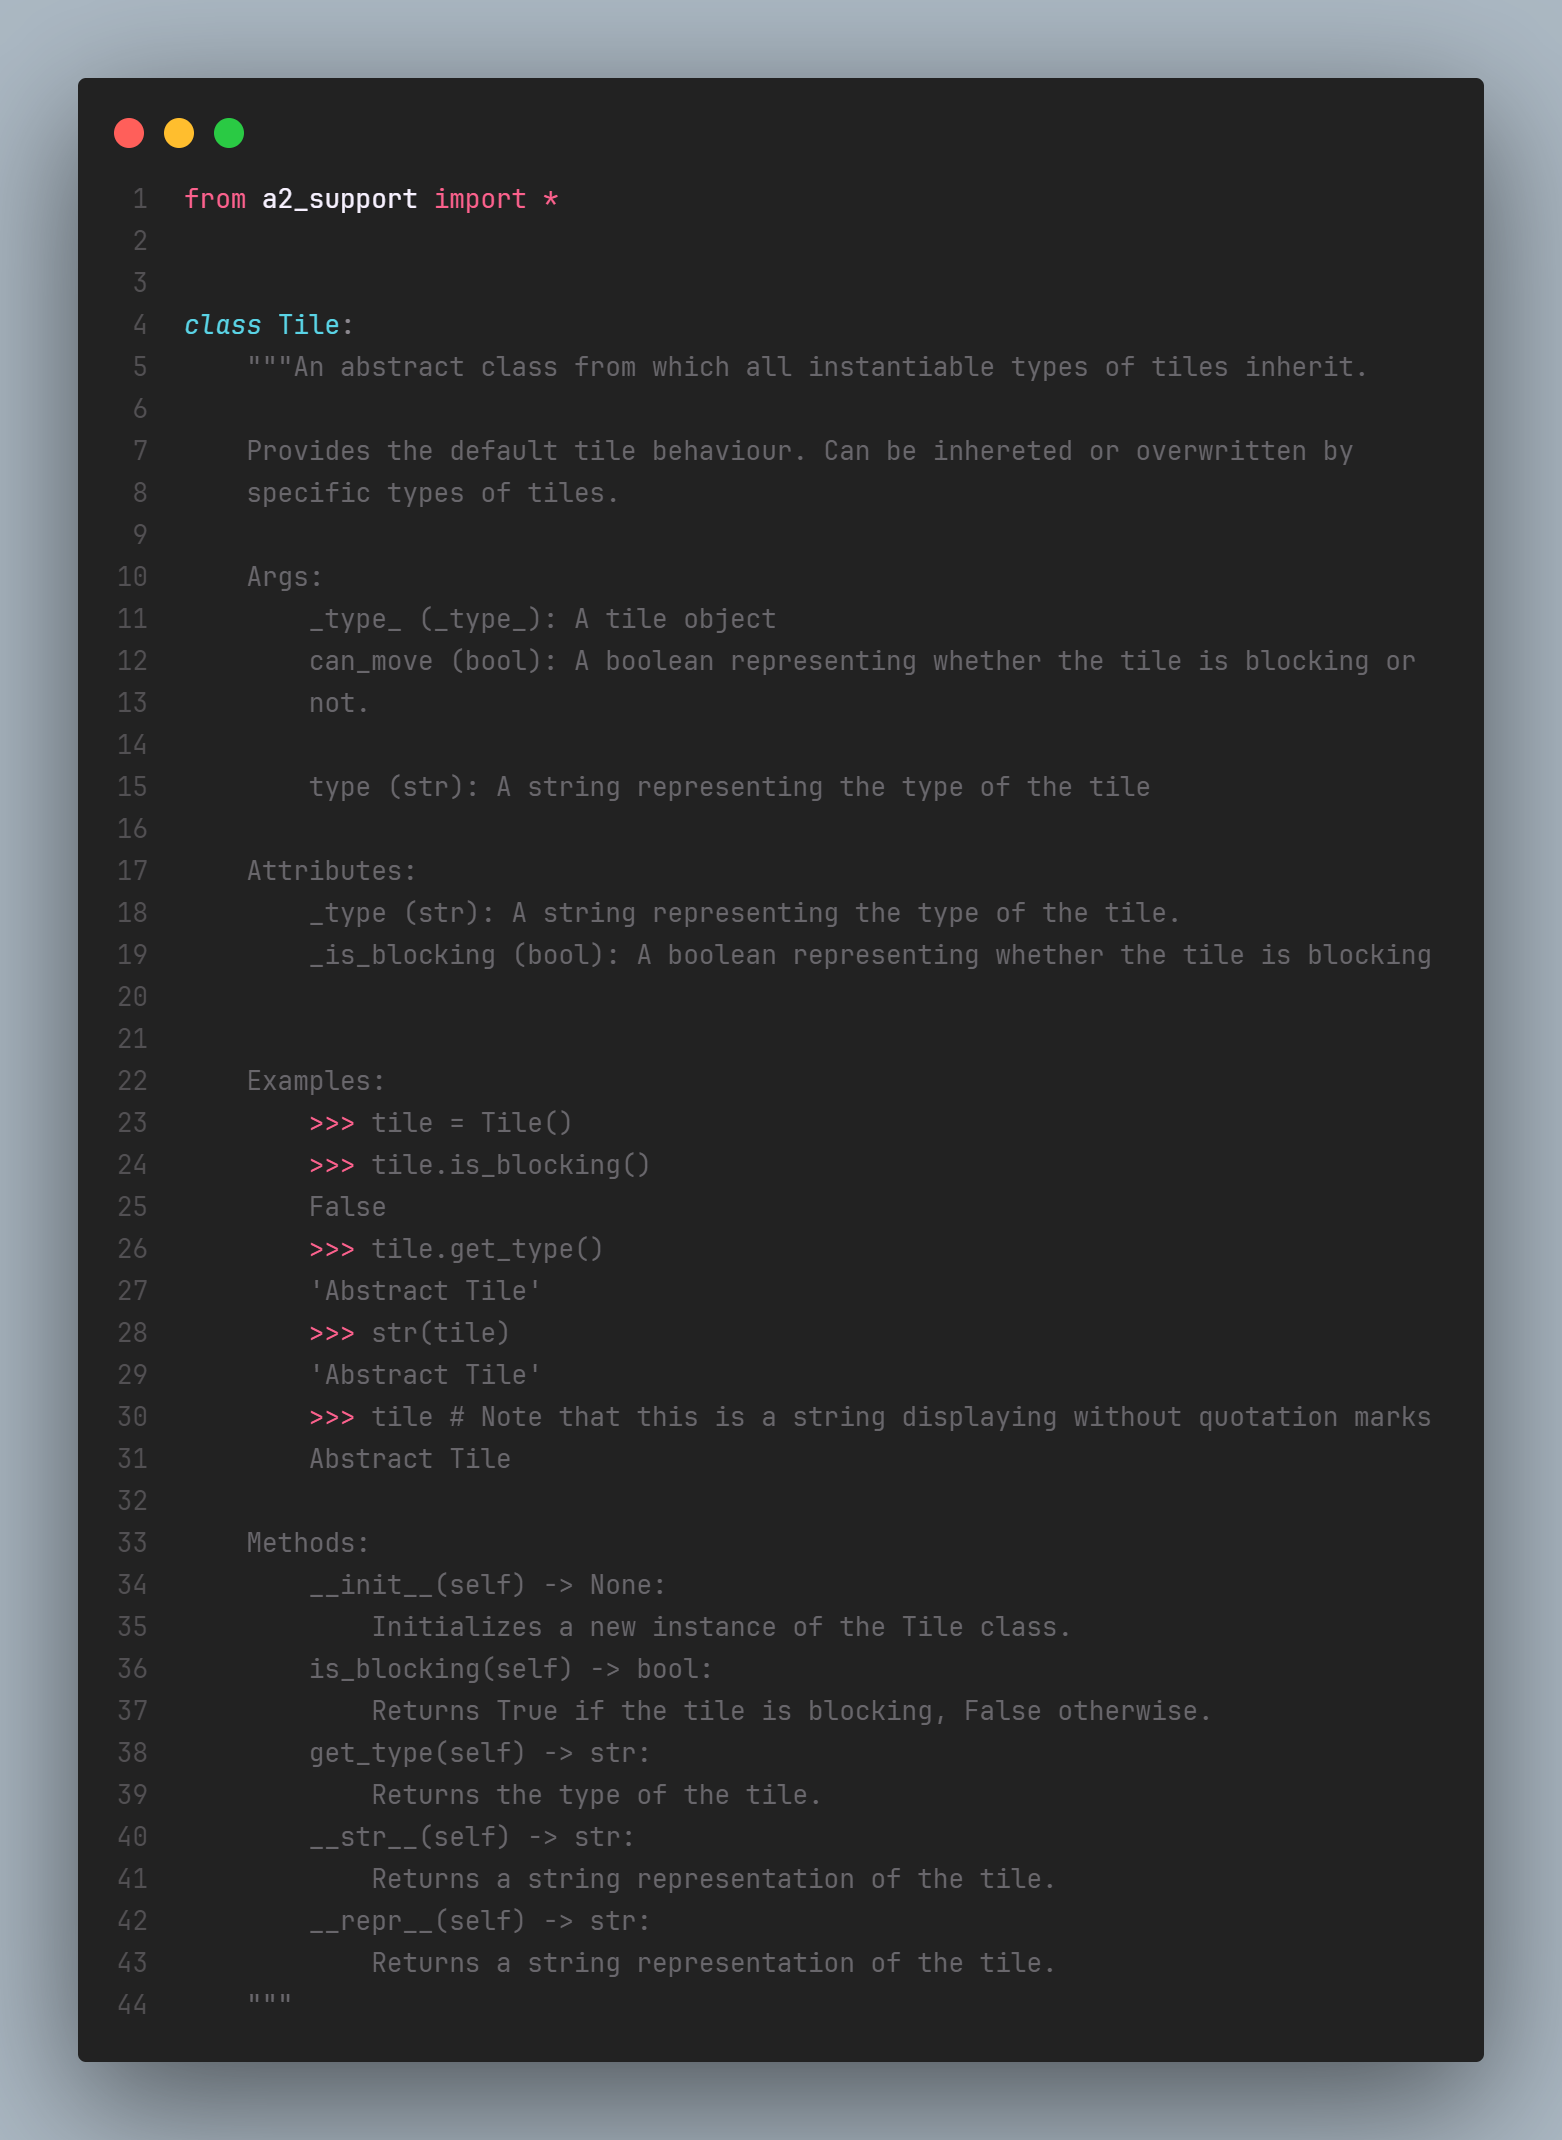 1 from a2_support import *
2
3
4 class Tile:
5     """An abstract class from which all instantiable types of tiles inherit.
6
7     Provides the default tile behaviour. Can be inhereted or overwritten by
8     specific types of tiles.
9
10     Args:
11         _type_ (_type_): A tile object
12         can_move (bool): A boolean representing whether the tile is blocking or
13         not.
14
15         type (str): A string representing the type of the tile
16
17     Attributes:
18         _type (str): A string representing the type of the tile.
19         _is_blocking (bool): A boolean representing whether the tile is blocking
20
21
22     Examples:
23         >>> tile = Tile()
24         >>> tile.is_blocking()
25         False
26         >>> tile.get_type()
27         'Abstract Tile'
28         >>> str(tile)
29         'Abstract Tile'
30         >>> tile # Note that this is a string displaying without quotation marks
31         Abstract Tile
32
33     Methods:
34         __init__(self) -> None:
35             Initializes a new instance of the Tile class.
36         is_blocking(self) -> bool:
37             Returns True if the tile is blocking, False otherwise.
38         get_type(self) -> str:
39             Returns the type of the tile.
40         __str__(self) -> str:
41             Returns a string representation of the tile.
42         __repr__(self) -> str:
43             Returns a string representation of the tile.
44     """